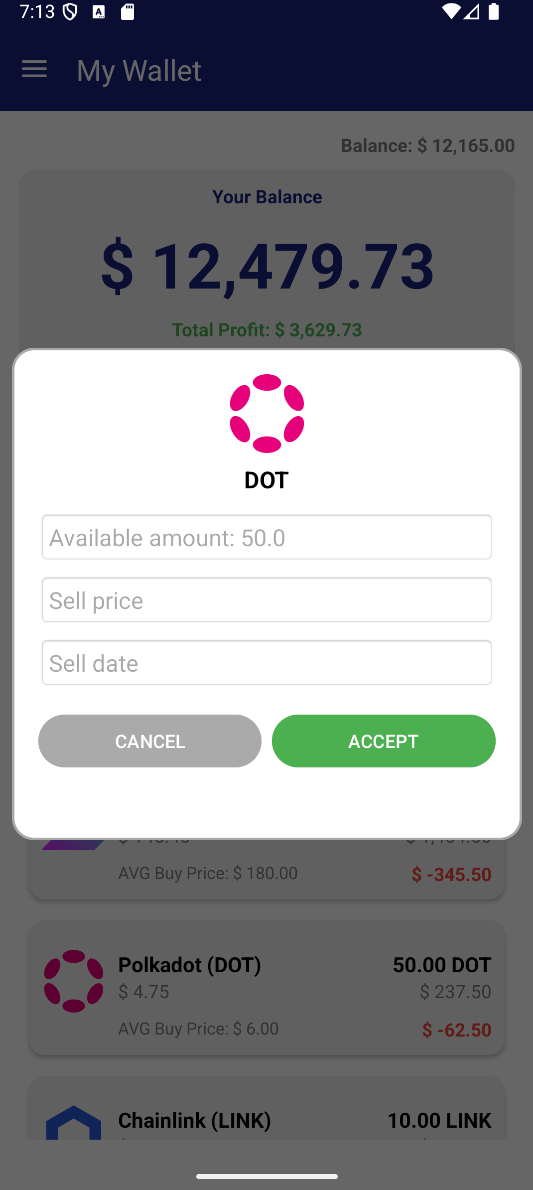 7:13
My Wallet
Balance: $ 12,165.00
Your Balance
$ 12,479.73
Total Profit: $ 3,629.73
DOT
Available amount: 50.0
Sell price
Sell date
CANCEL
ACCEPT
AVG Buy Price: $ 180.00
$ -345.50
Polkadot (DOT)
50.00 DOT
$ 4.75
$ 237.50
AVG Buy Price: $ 6.00
$ -62.50
Chainlink (LINK)
10.00 LINK